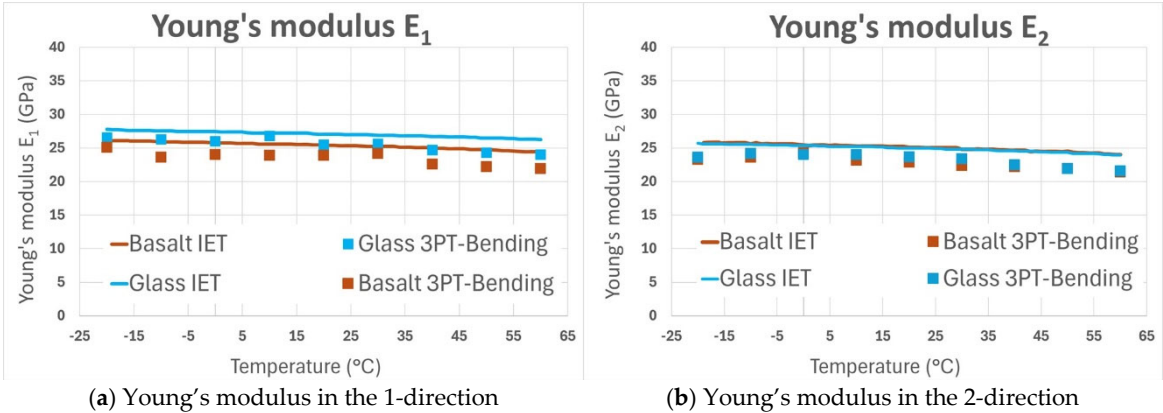 Young's modulus E₁
40
35
30
25
20
15
10
5
0
Young's modulus E₁ (GPa)
Basalt IET
Glass 3PT-Bending
Glass IET
Basalt 3PT-Bending
-25 -15 -5 5 15 25 35 45 55 65
Temperature (°C)
(a) Young’s modulus in the 1-direction
Young's modulus E₂
40
35
30
25
20
15
10
5
0
Young's modulus E₂ (GPa)
Basalt IET
Basalt 3PT-Bending
Glass IET
Glass 3PT-Bending
-25 -15 -5 5 15 25 35 45 55 65
Temperature (°C)
(b) Young’s modulus in the 2-direction